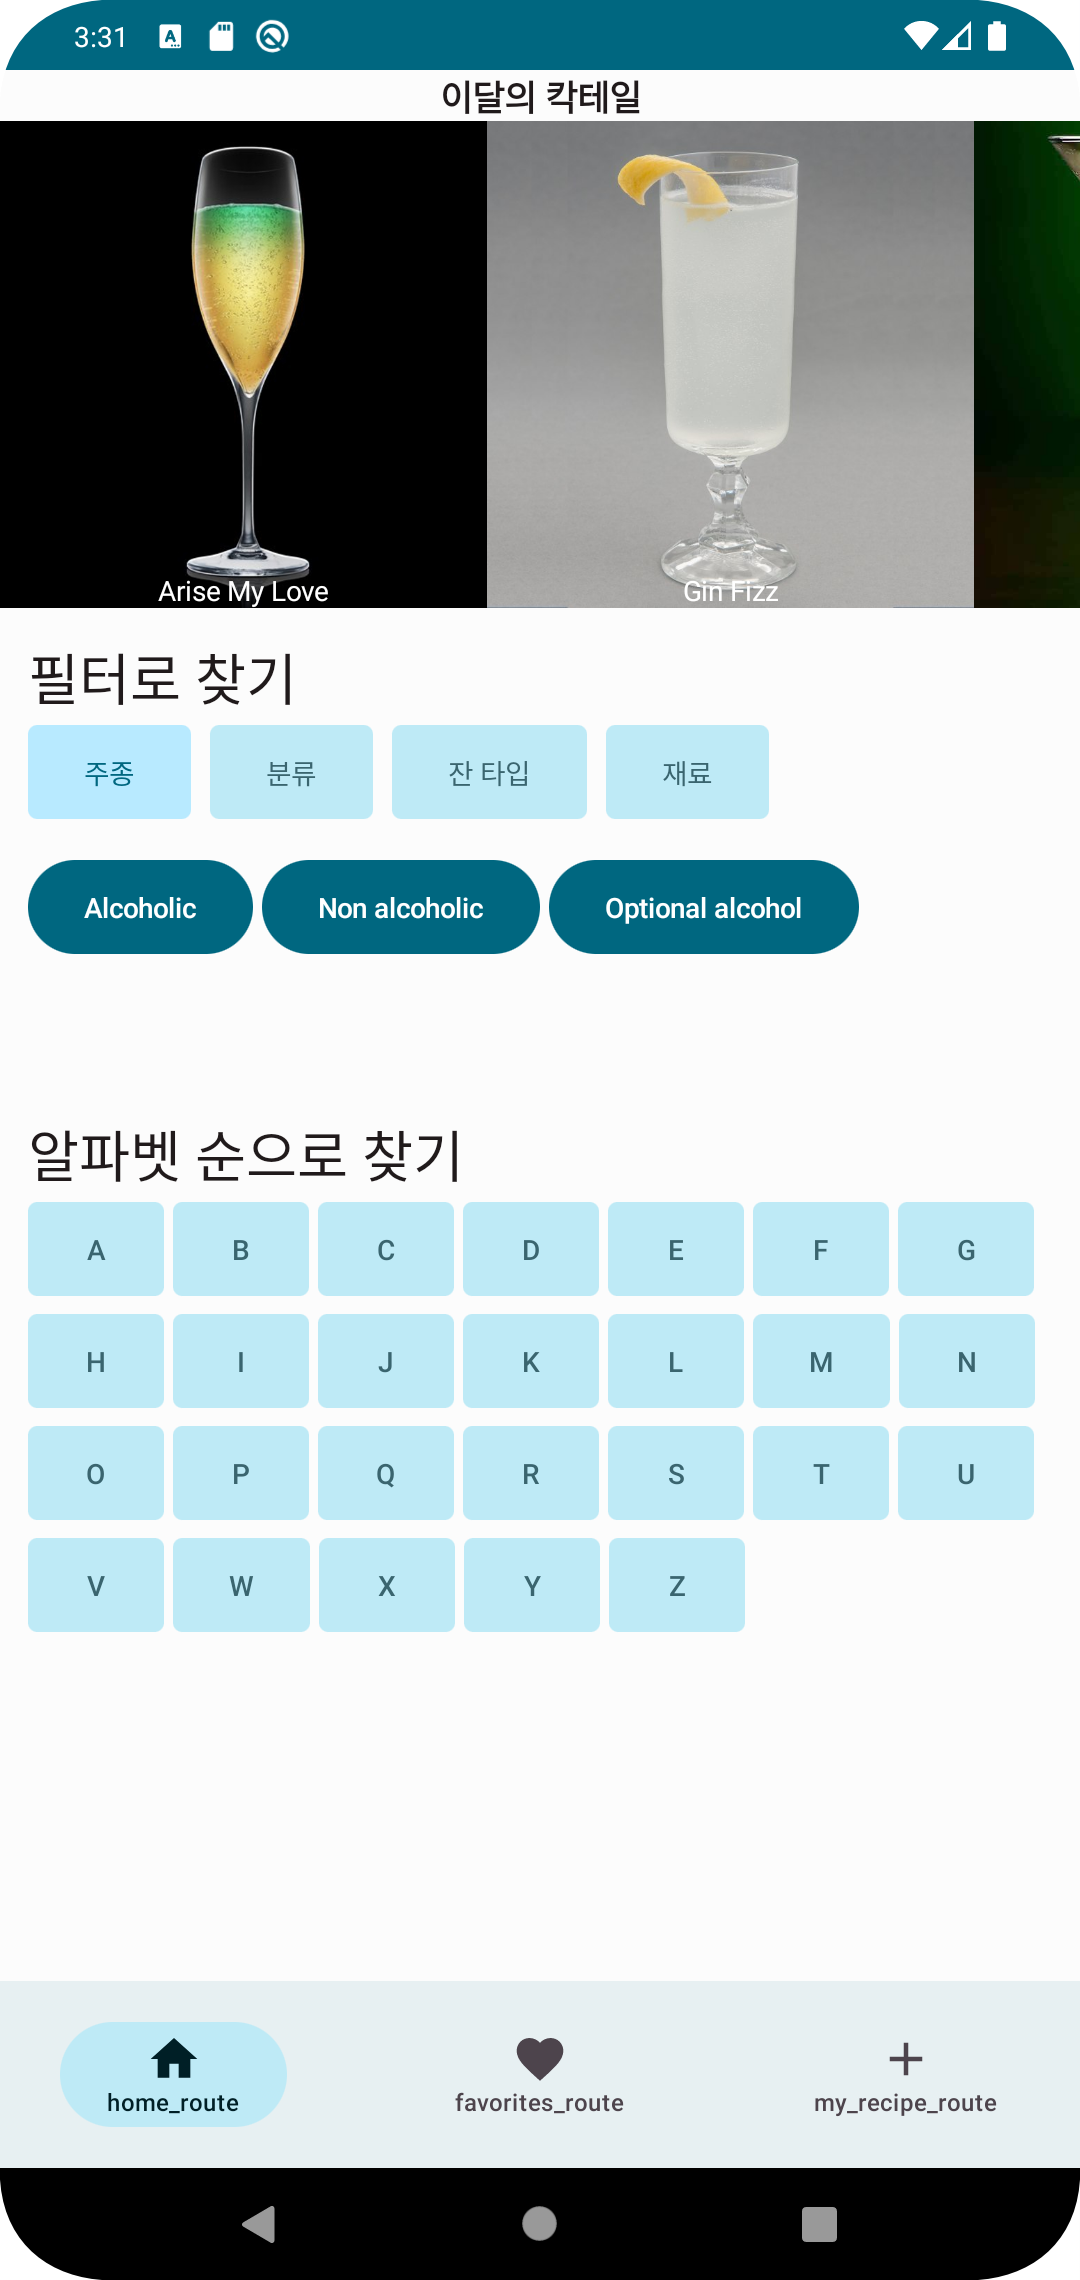 3:31
이달의 칵테일
Arise My Love
Gin Fizz
필터로 찾기
주종 분류 잔 타입 재료
Alcoholic Non alcoholic Optional alcohol
알파벳 순으로 찾기
A B C D E F G
H I J K L M N
O P Q R S T U
V W X Y Z
home_route favorites_route my_recipe_route